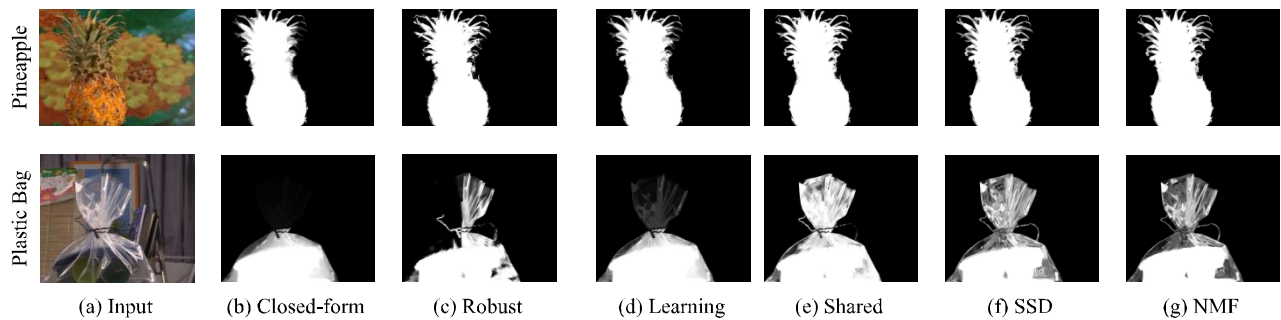 Pineapple
Plastic Bag
(a) Input
(b) Closed-form
(c) Robust
(d) Learning
(e) Shared
(f) SSD
(g) NMF